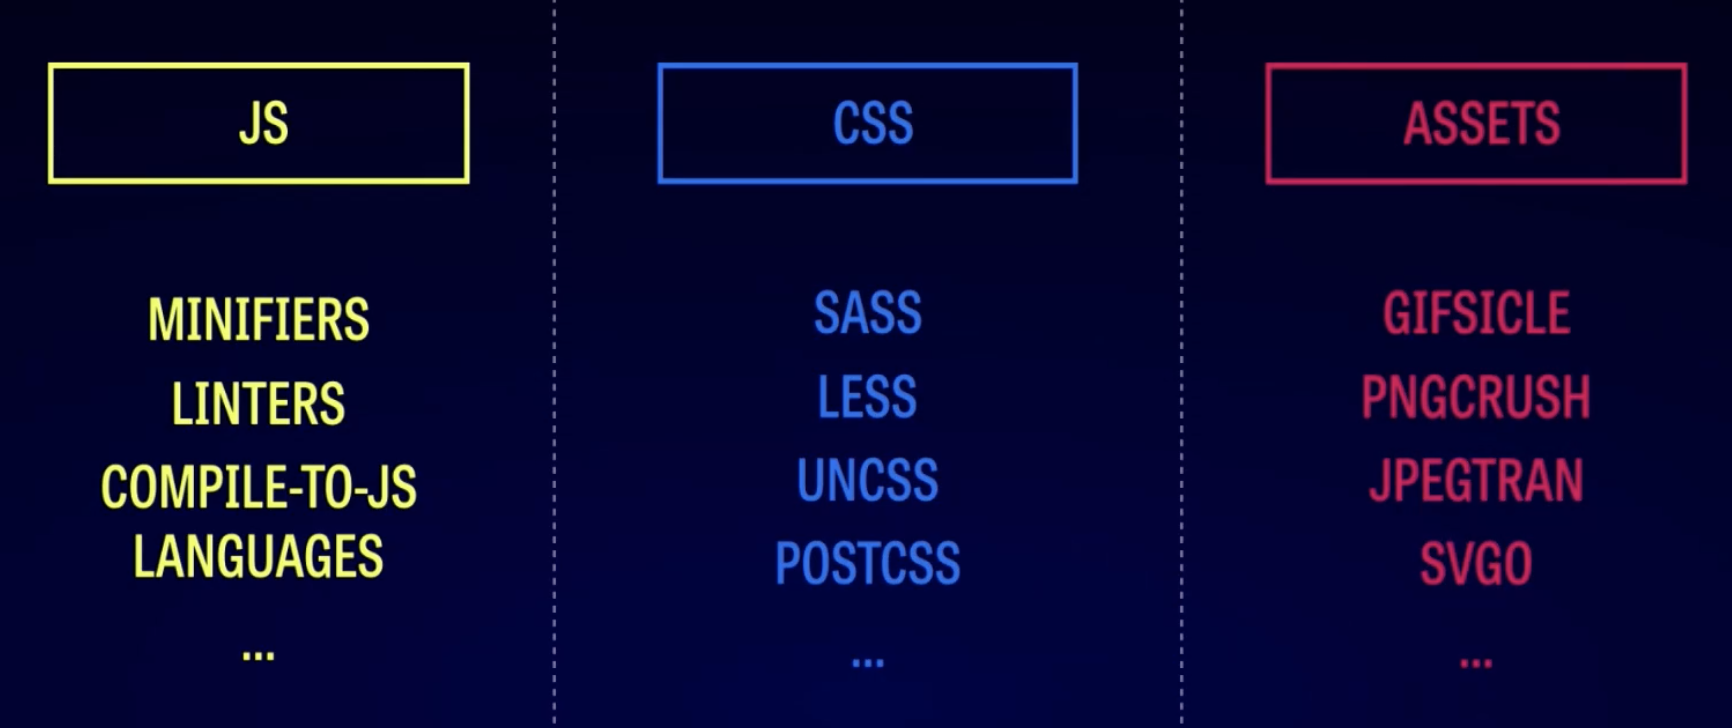 JS
MINIFIERS
LINTERS
COMPILE-TO-JS
LANGUAGES
...
CSS
SASS
LESS
UNCSS
POSTCSS
...
ASSETS
GIFSICLE
PNGCRUSH
JPEGTRAN
SVGO
...